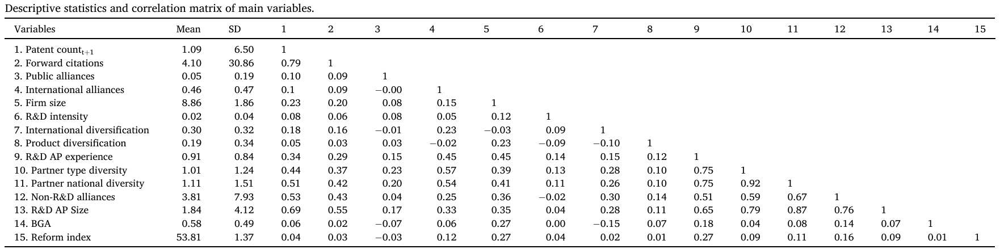 Descriptive statistics and correlation matrix of main variables.
Variables Mean SD 1 2 3 4 5 6 7 8 9 10 11 12 13 14 15
1. Patent countt+1 1.09 6.50 1
2. Forward citations 4.10 30.86 0.79 1
3. Public alliances 0.05 0.19 0.10 0.09 1
4. International alliances 0.46 0.47 0.1 0.09 −0.00 1
5. Firm size 8.86 1.86 0.23 0.20 0.08 0.15 1
6. R&D intensity 0.02 0.04 0.08 0.06 0.08 0.05 0.12 1
7. International diversification 0.30 0.32 0.18 0.16 −0.01 0.23 −0.03 0.09 1
8. Product diversification 0.19 0.34 0.05 0.03 0.03 −0.02 0.23 −0.09 −0.10 1
9. R&D AP experience 0.91 0.84 0.34 0.29 0.15 0.45 0.45 0.14 0.15 0.12 1
10. Partner type diversity 1.01 1.24 0.44 0.37 0.23 0.57 0.39 0.13 0.28 0.10 0.75 1
11. Partner national diversity 1.11 1.51 0.51 0.42 0.20 0.54 0.41 0.11 0.26 0.10 0.75 0.92 1
12. Non-R&D alliances 3.81 7.93 0.53 0.43 0.04 0.25 0.36 −0.02 0.30 0.14 0.51 0.59 0.67 1
13. R&D AP Size 1.84 4.12 0.69 0.55 0.17 0.33 0.35 0.04 0.28 0.11 0.65 0.79 0.87 0.76 1
14. BGA 0.58 0.49 0.06 0.02 −0.07 0.06 0.27 0.00 −0.15 0.07 0.18 0.04 0.08 0.14 0.07 1
15. Reform index 53.81 1.37 0.04 0.03 −0.03 0.12 0.27 0.04 0.02 0.01 0.27 0.09 0.11 0.16 0.09 0.01 1